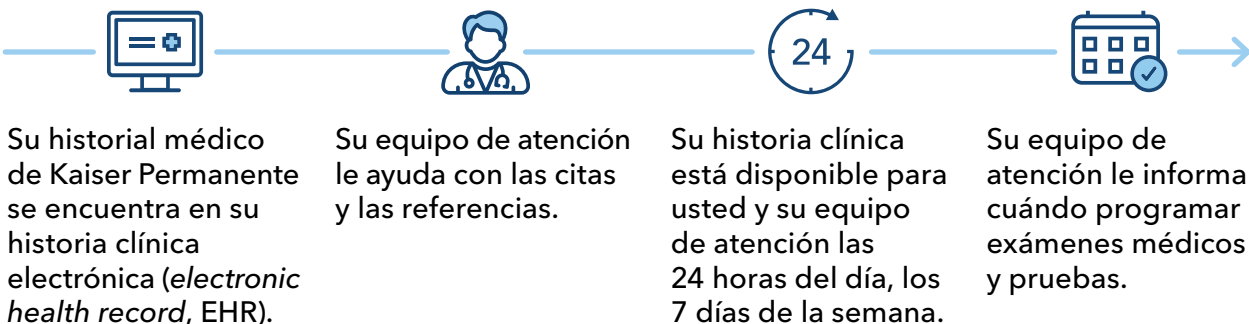 24
Su historial médico
de Kaiser Permanente
se encuentra en su
historia clínica
electrónica (electronic
health record, EHR).
Su equipo de atención
le ayuda con las citas
y las referencias.
Su historia clínica
está disponible para
usted y su equipo
de atención las
24 horas del día, los
7 días de la semana.
Su equipo de
atención le informa
cuándo programar
exámenes médicos
y pruebas.